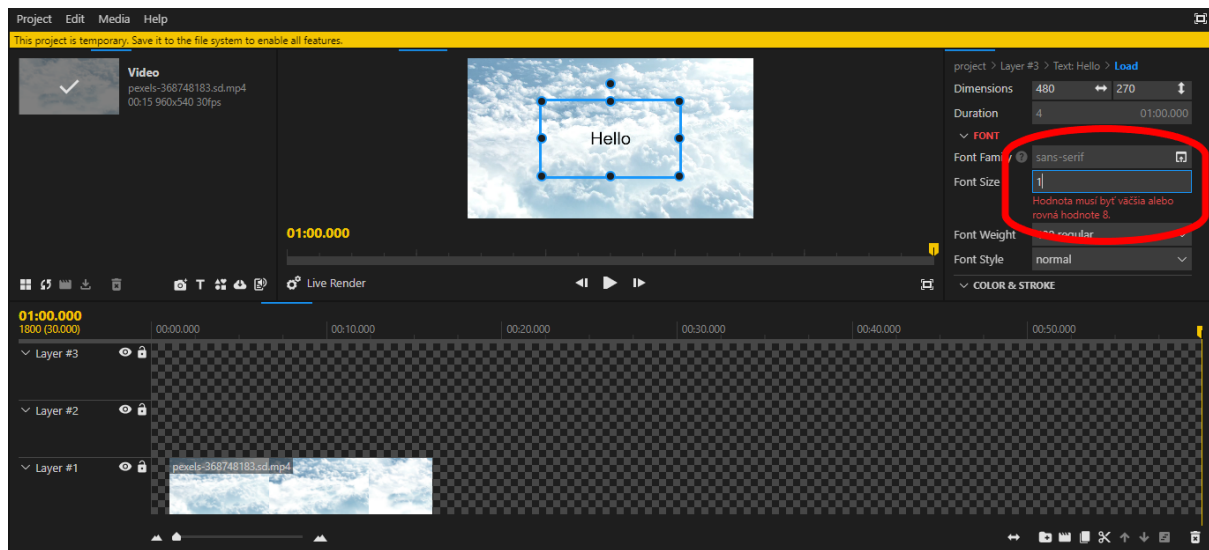 Project Edit Media Help
This project is temporary. Save it to the file system to enable all features.
Video
pexels-368748183.sd.mp4
00:15 960x540 30fps
Hello
01:00.000
Live Render
project > Layer #3 > Text: Hello > Load
Dimensions 480 270
Duration 4 01:00.000
FONT
Font Family sans-serif
Font Size 1
Hodnota musí byť väčšia alebo
rovná hodnote 8.
Font Weight regular
Font Style normal
COLOR & STROKE
01:00.000
1800 (30.000)
00:00.000 00:10.000 00:20.000 00:30.000 00:40.000 00:50.000
Layer #3
Layer #2
Layer #1
pexels-368748183.sd.mp4